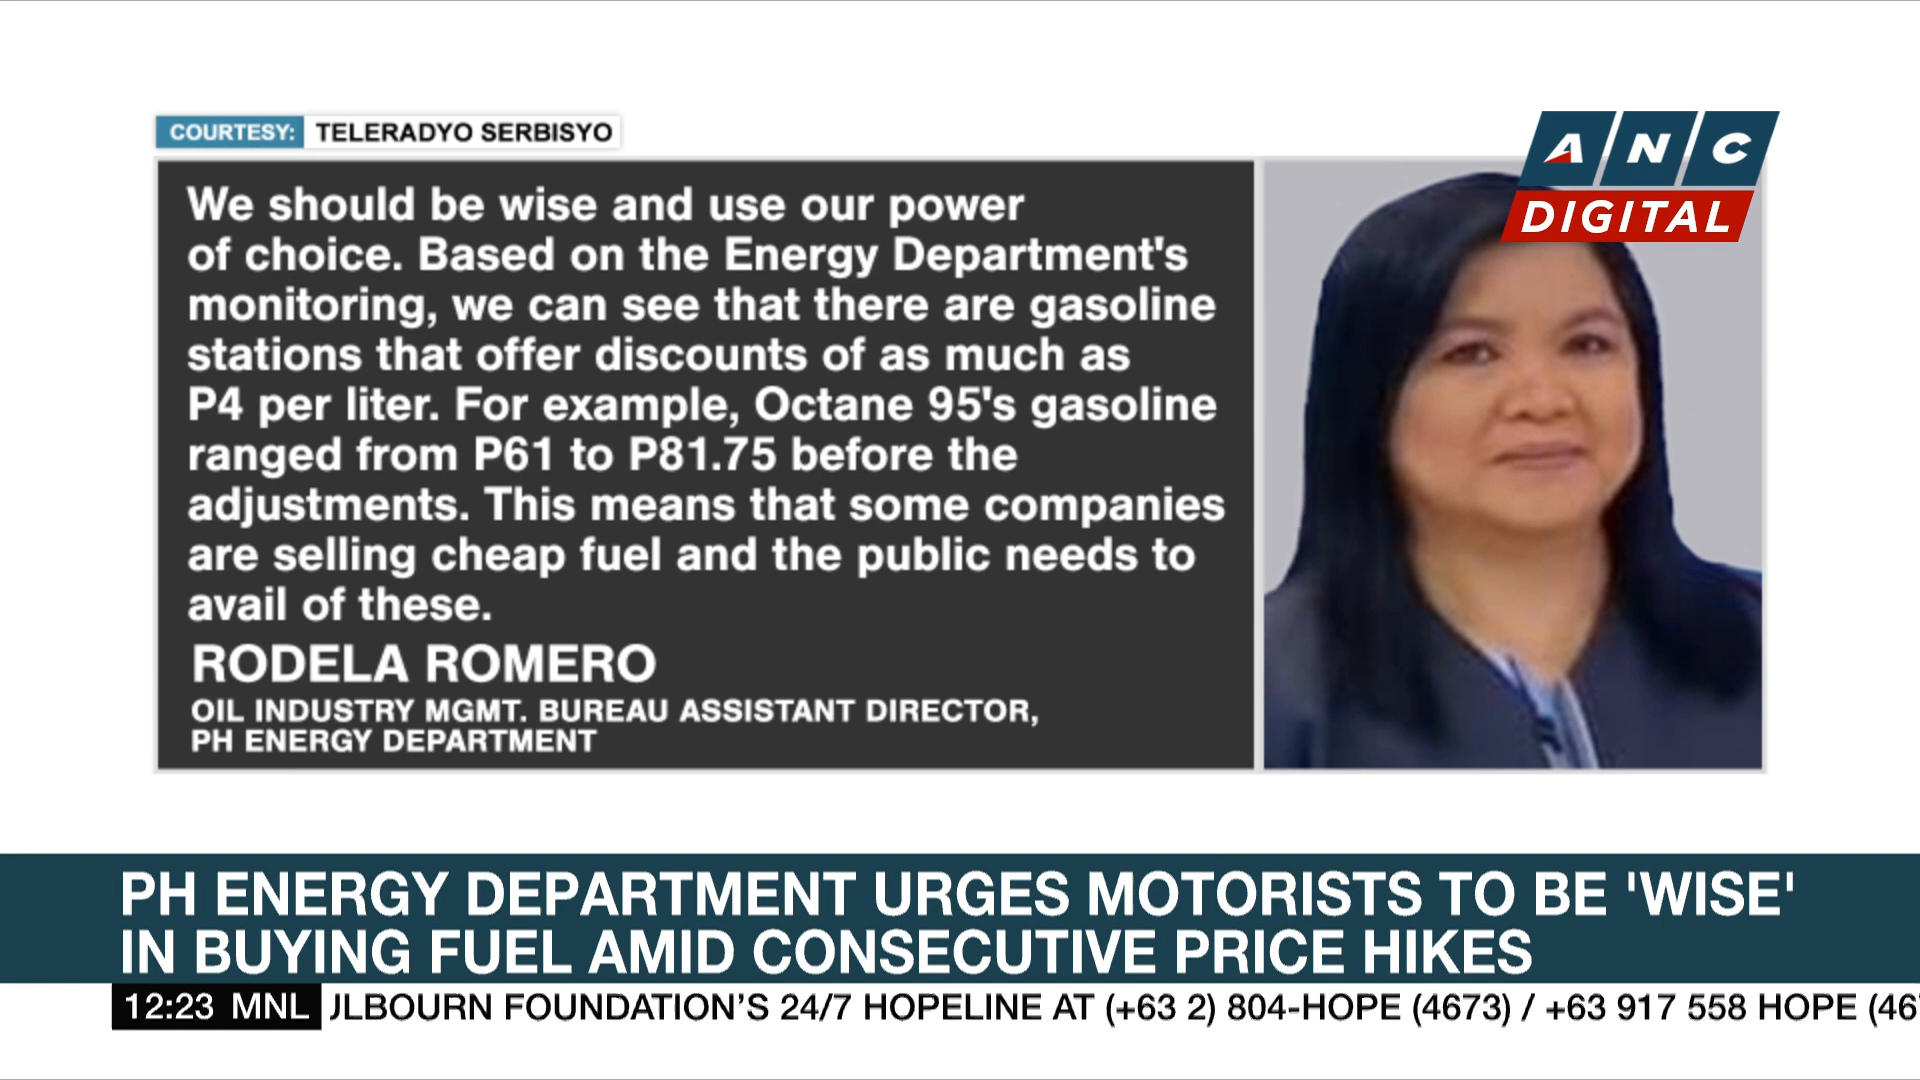 COURTESY: TELERADYO SERBISYO
ANC
DIGITAL
We should be wise and use our power
of choice. Based on the Energy Department's
monitoring, we can see that there are gasoline
stations that offer discounts of as much as
P4 per liter. For example, Octane 95's gasoline
ranged from P61 to P81.75 before the
adjustments. This means that some companies
are selling cheap fuel and the public needs to
avail of these.
RODELA ROMERO
OIL INDUSTRY MGMT. BUREAU ASSISTANT DIRECTOR,
PH ENERGY DEPARTMENT
PH ENERGY DEPARTMENT URGES MOTORISTS TO BE 'WISE'
IN BUYING FUEL AMID CONSECUTIVE PRICE HIKES
12:23 MNL FOUNDATION’S 24/7 HOPELINE AT (+63 2) 804-HOPE (4673) / +63 917 558 HOPE